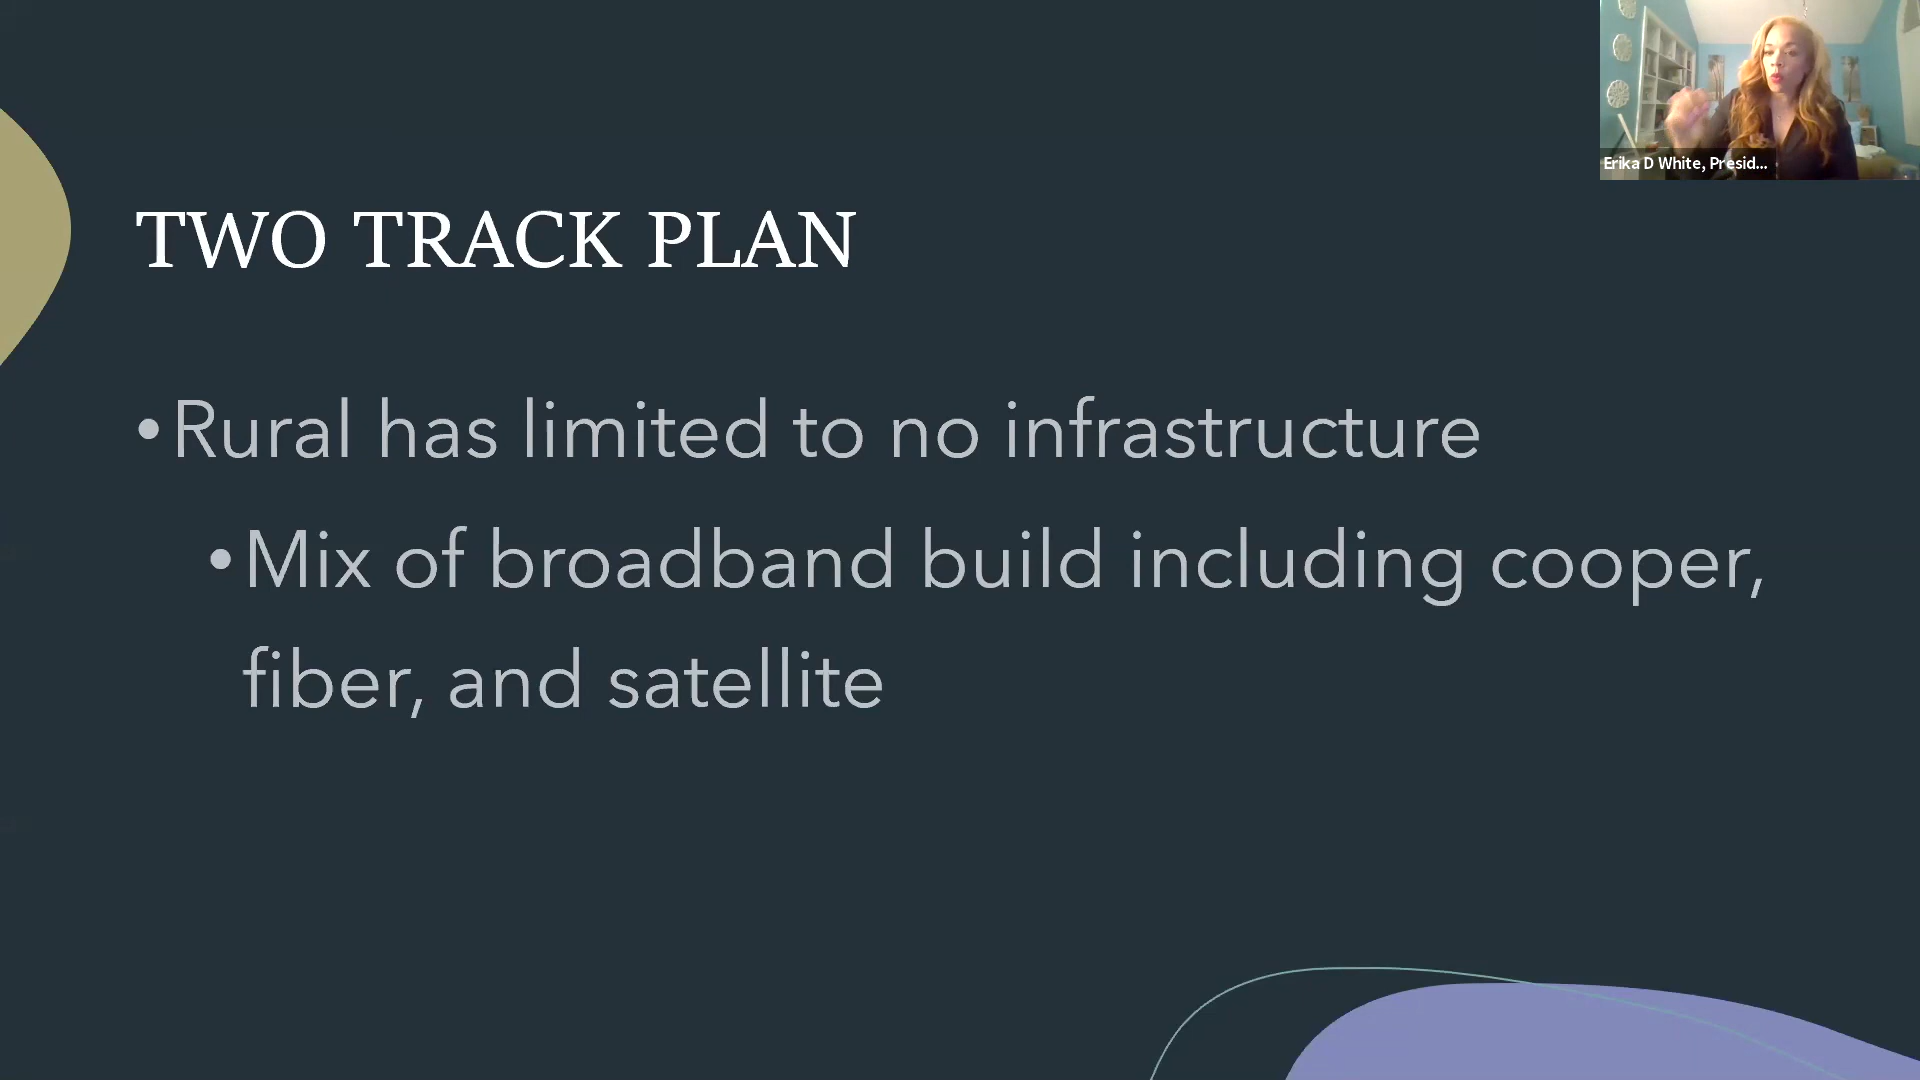 Erika D White, Presid...
TWO TRACK PLAN
• Rural has limited to no infrastructure
• Mix of broadband build including cooper,
fiber, and satellite